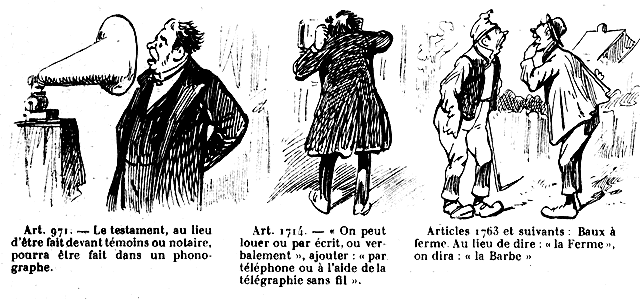 Art. 971. — Le testament, au lieu
d'être fait devant témoins ou notaire,
pourra être fait dans un phono-
graphe.
Art. 1714. — « On peut
louer ou par écrit, ou ver-
balement », ajouter : « par
téléphone ou à l'aide de la
télégraphie sans fil ».
Articles 1763 et suivants : Baux à
ferme. Au lieu de dire : « la Ferme »,
on dira : « la Barbe »